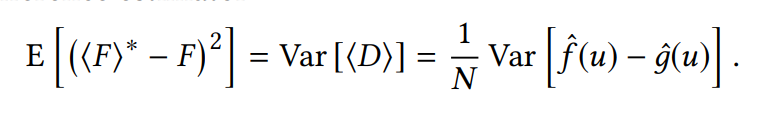 E [(⟨F⟩* − F)²] = Var [⟨D⟩] = 1/N Var [f̂(u) − ĝ(u)] .